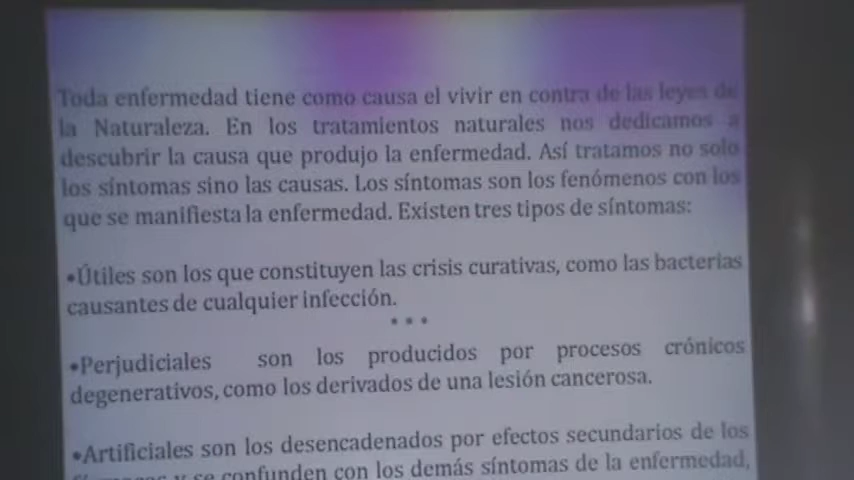 Toda enfermedad tiene como causa el vivir en contra de las leyes de
la Naturaleza. En los tratamientos naturales nos dedicamos a
descubrir la causa que produjo la enfermedad. Así tratamos no solo
los síntomas sino las causas. Los síntomas son los fenómenos con los
que se manifiesta la enfermedad. Existen tres tipos de síntomas:
•Útiles son los que constituyen las crisis curativas, como las bacterias
causantes de cualquier infección.
•Perjudiciales son los producidos por procesos crónicos
degenerativos, como los derivados de una lesión cancerosa.
•Artificiales son los desencadenados por efectos secundarios de los
y se confunden con los demás síntomas de la enfermedad,